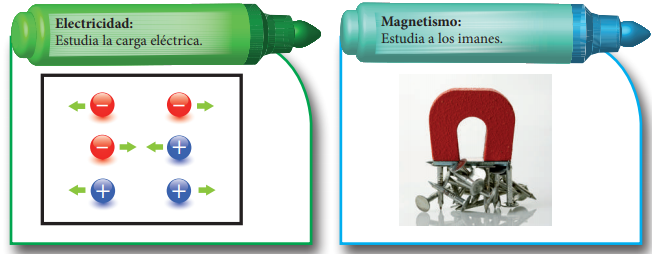 Electricidad:
Estudia la carga eléctrica.
Magnetismo:
Estudia a los imanes.
− −
− +
+ +